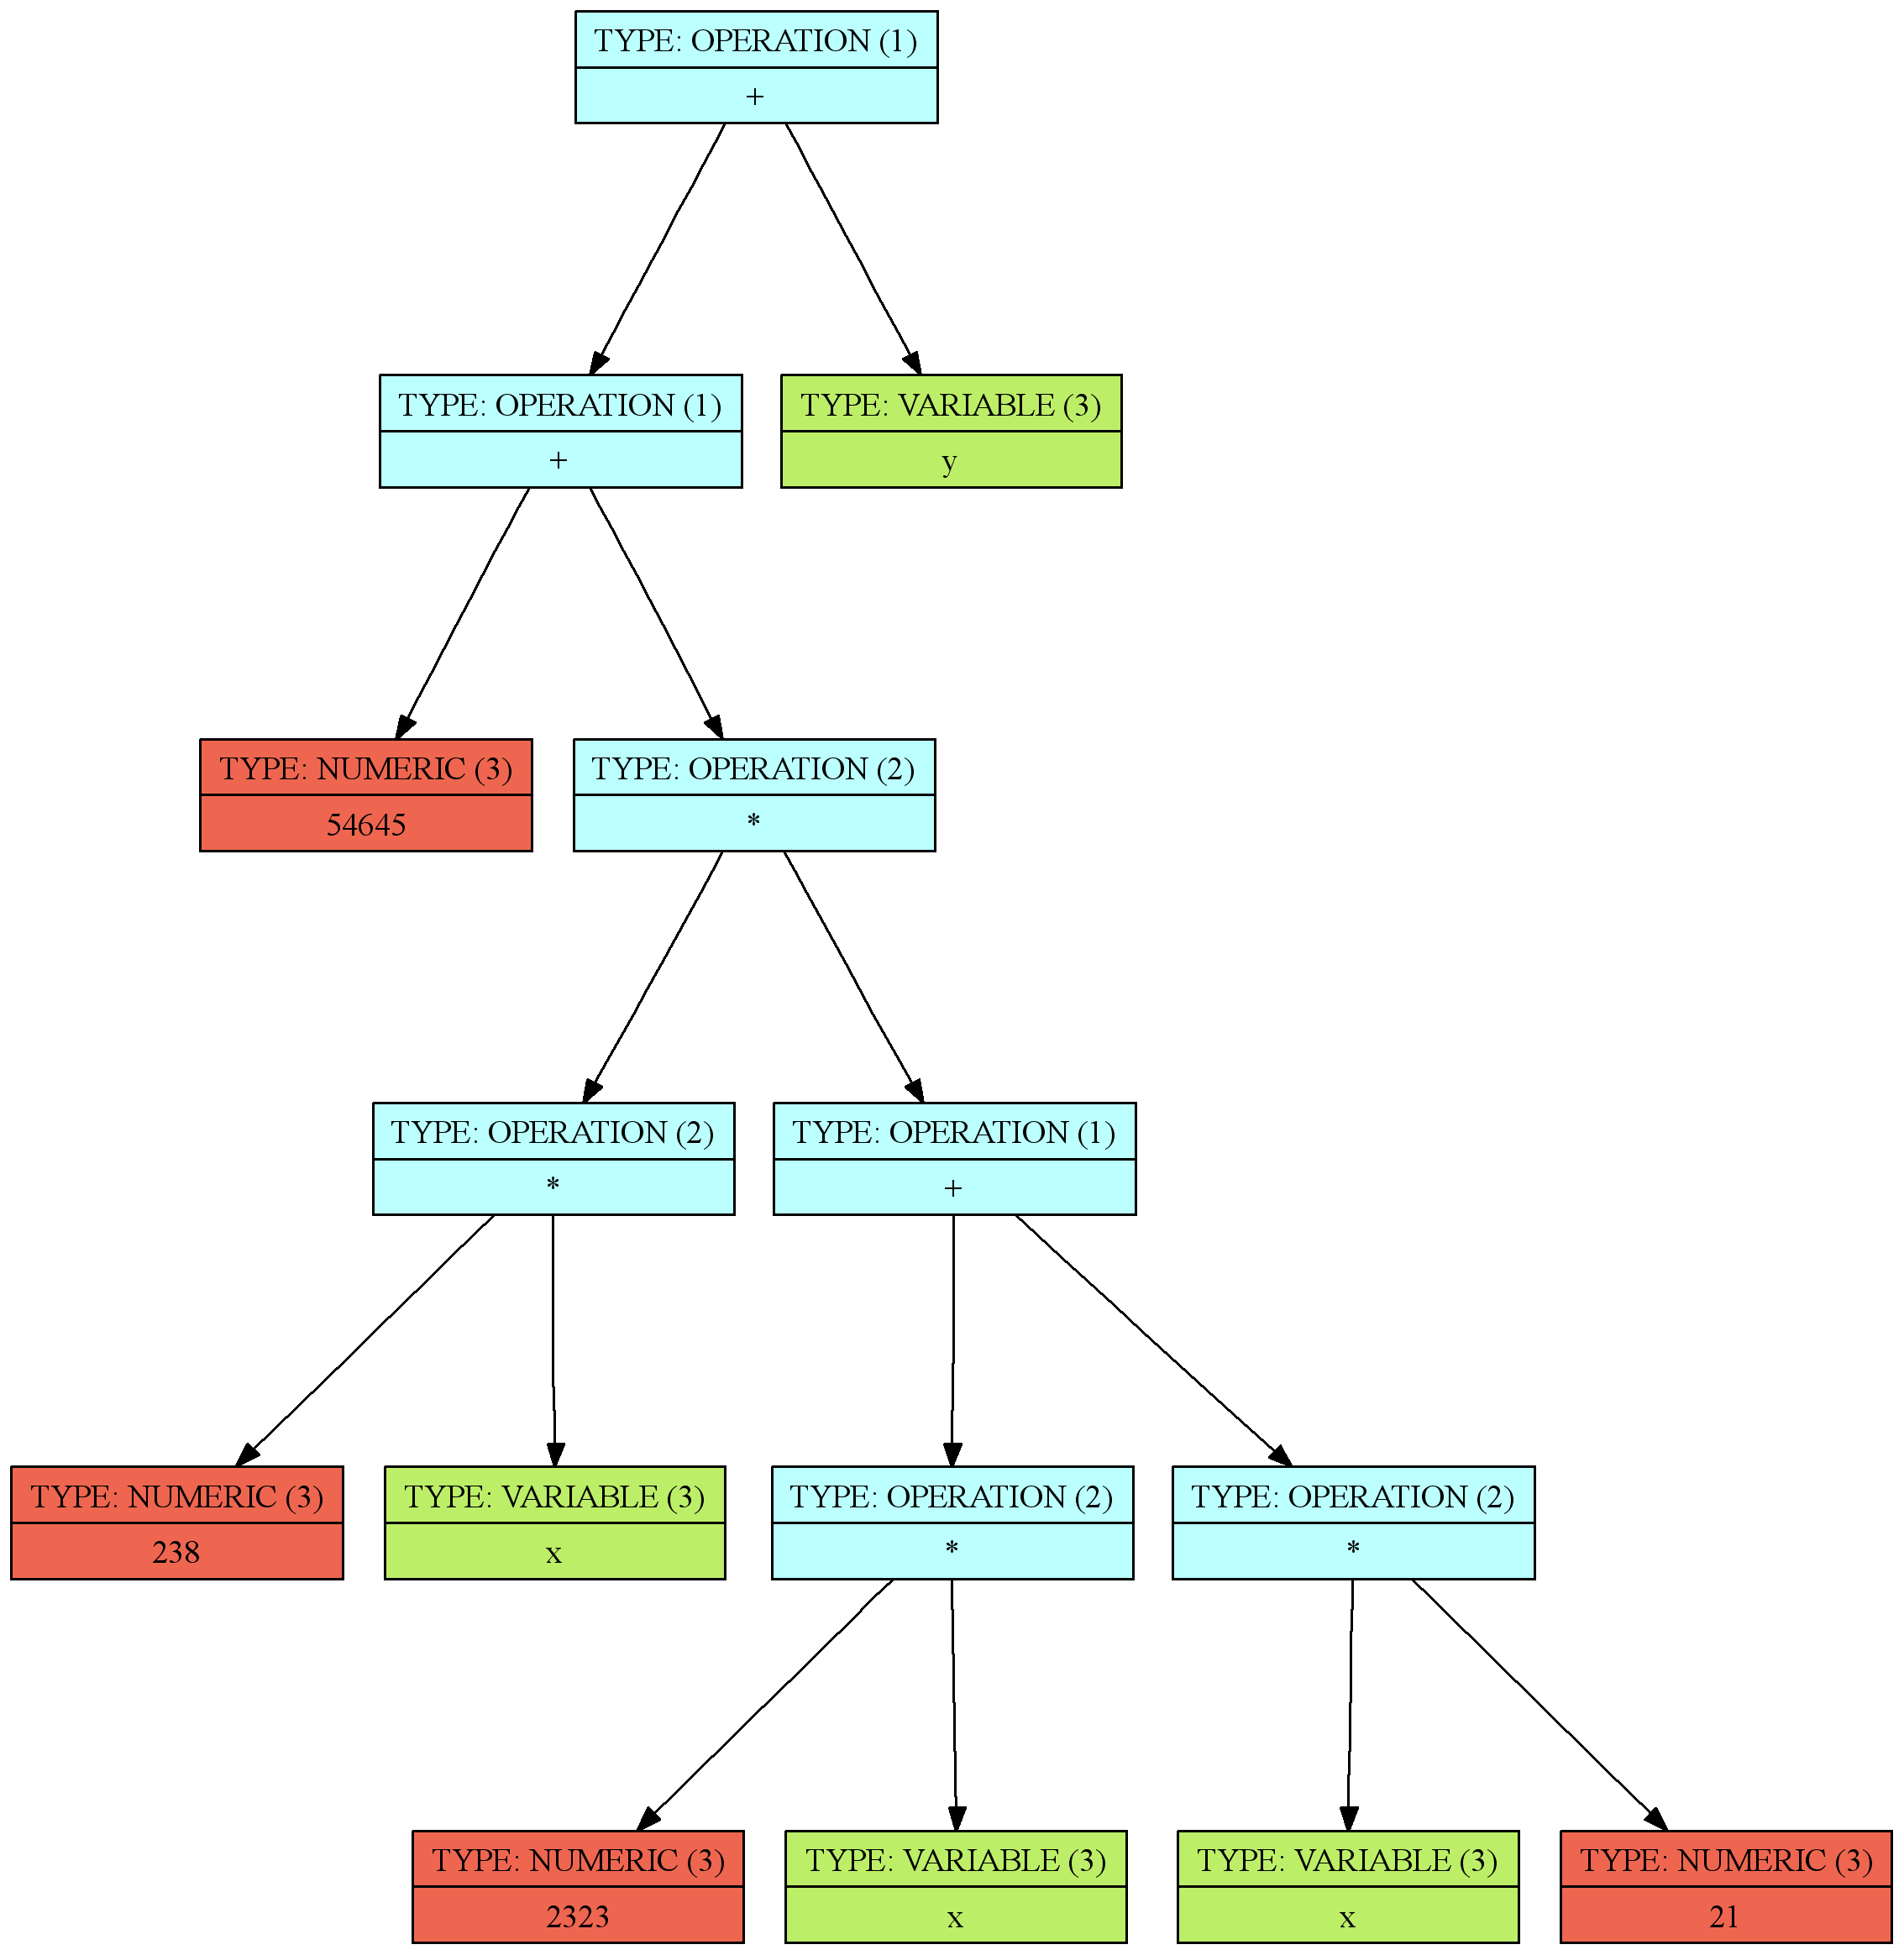 TYPE: OPERATION (1)
+
TYPE: OPERATION (1)
+
TYPE: VARIABLE (3)
y
TYPE: NUMERIC (3)
54645
TYPE: OPERATION (2)
*
TYPE: OPERATION (2)
*
TYPE: OPERATION (1)
+
TYPE: NUMERIC (3)
238
TYPE: VARIABLE (3)
x
TYPE: OPERATION (2)
*
TYPE: OPERATION (2)
*
TYPE: NUMERIC (3)
2323
TYPE: VARIABLE (3)
x
TYPE: VARIABLE (3)
x
TYPE: NUMERIC (3)
21